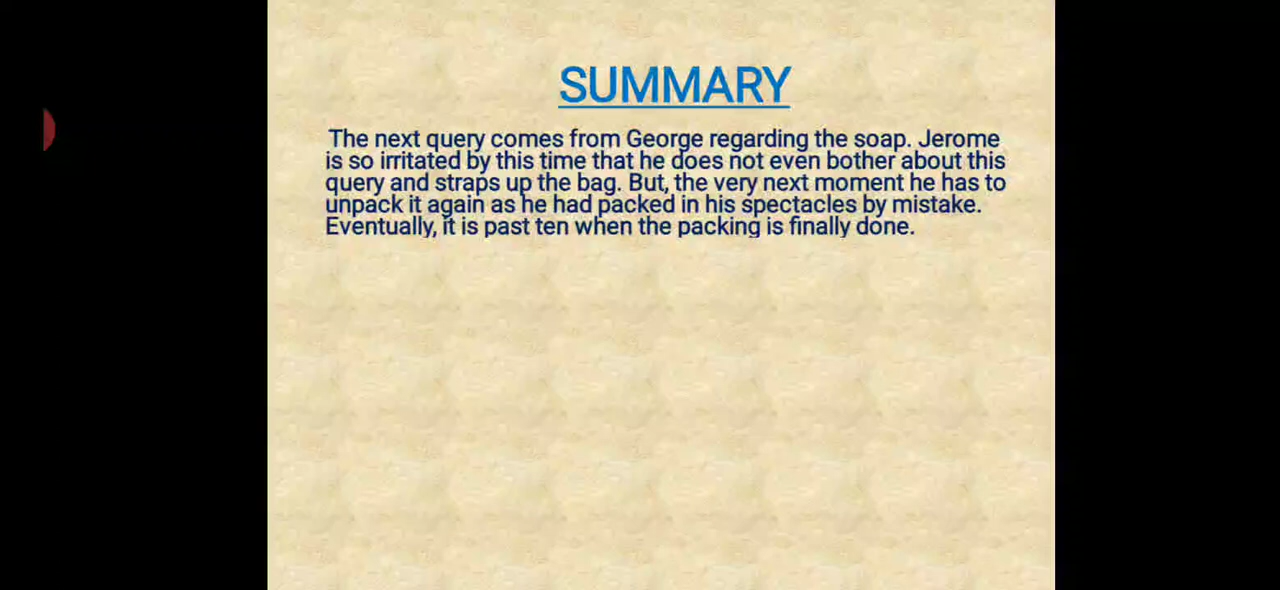 SUMMARY
The next query comes from George regarding the soap. Jerome
is so irritated by this time that he does not even bother about this
query and straps up the bag. But, the very next moment he has to
unpack it again as he had packed in his spectacles by mistake.
Eventually, it is past ten when the packing is finally done.